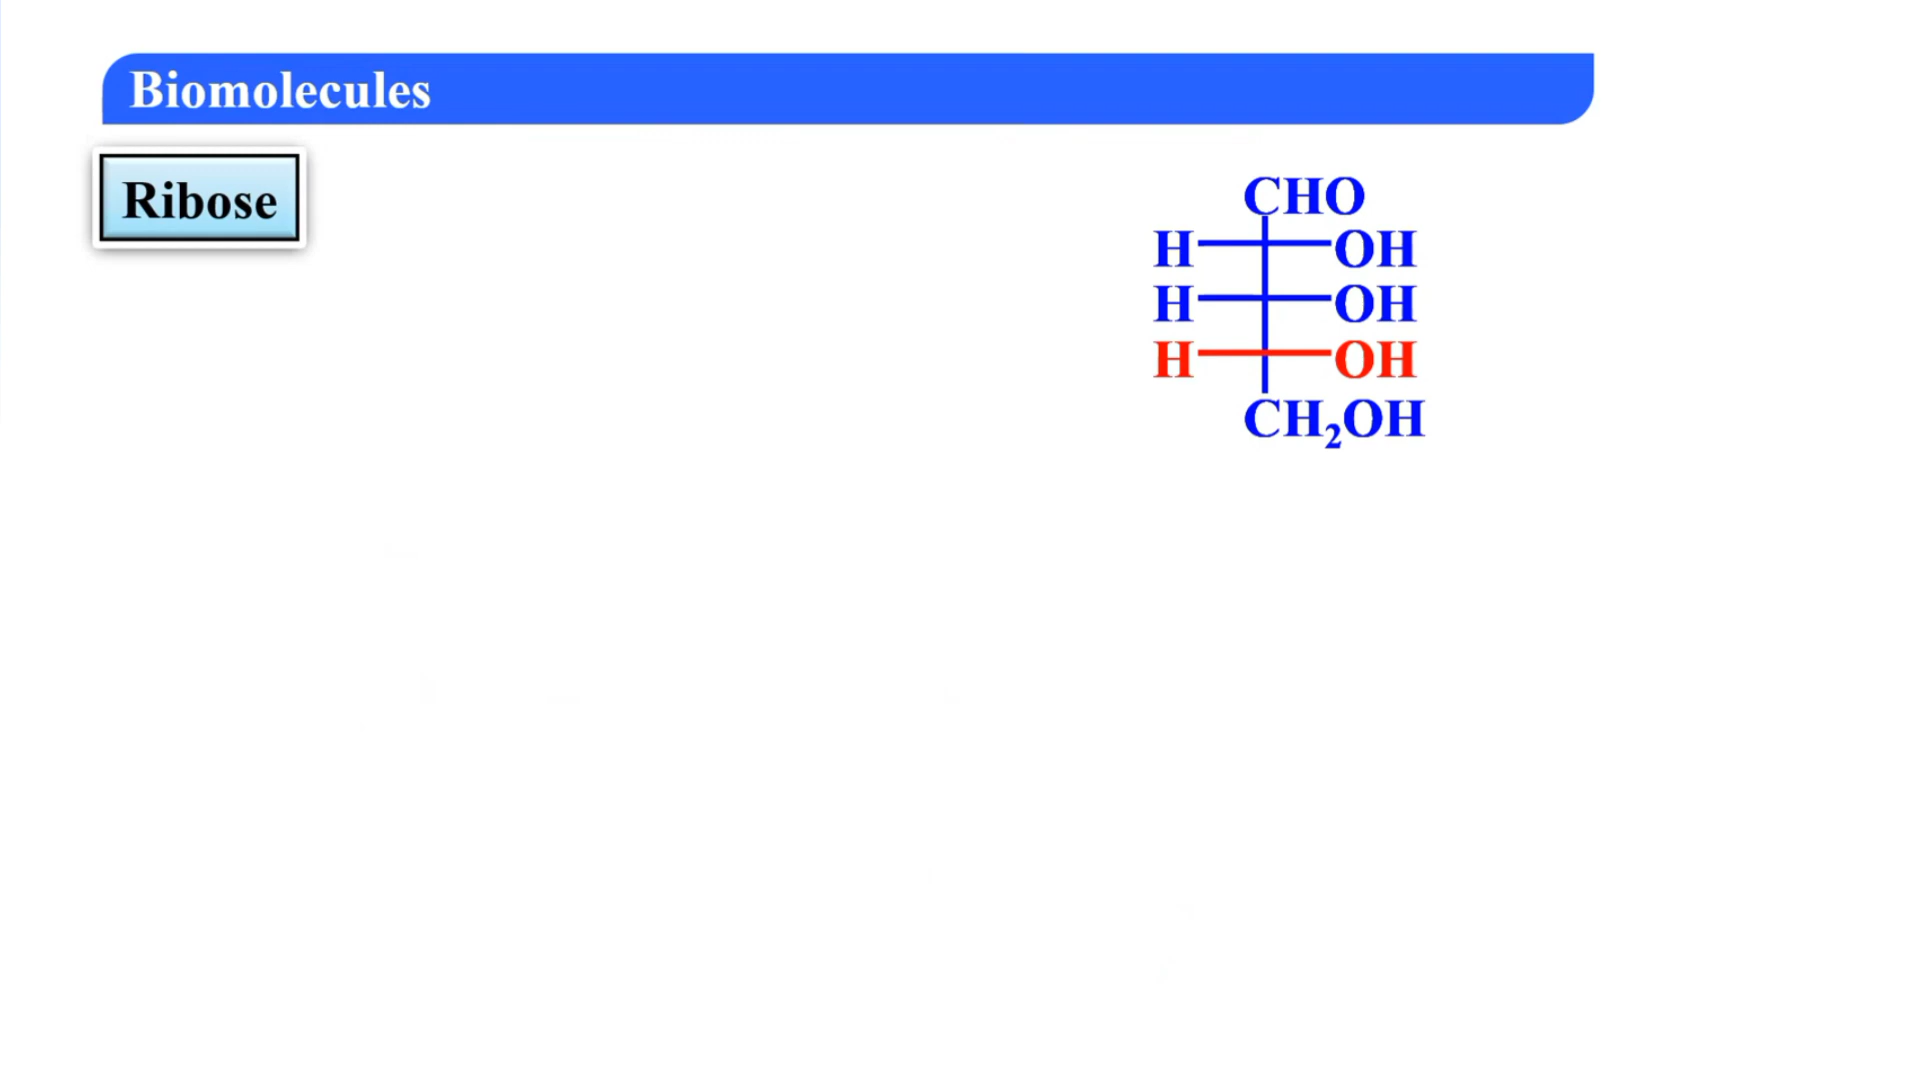 Biomolecules
Ribose
CHO
H OH
H OH
H OH
CH₂OH